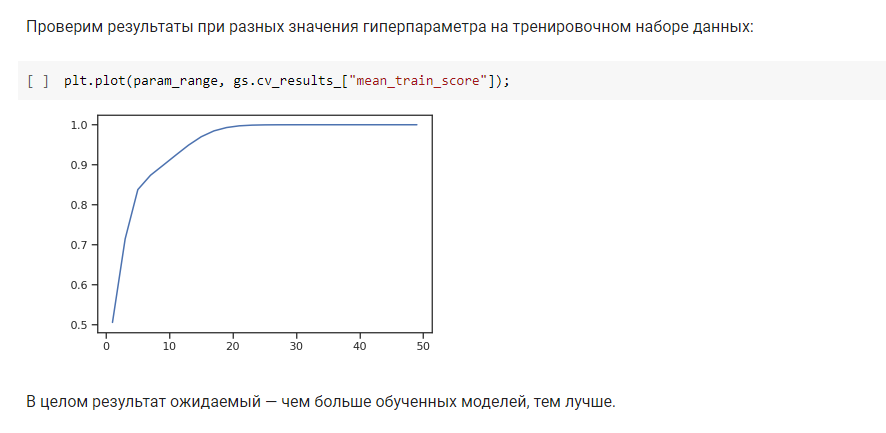 Проверим результаты при разных значения гиперпараметра на тренировочном наборе данных:
[ ] plt.plot(param_range, gs.cv_results_["mean_train_score"]);
1.0
0.9
0.8
0.7
0.6
0.5
0 10 20 30 40 50
В целом результат ожидаемый — чем больше обученных моделей, тем лучше.